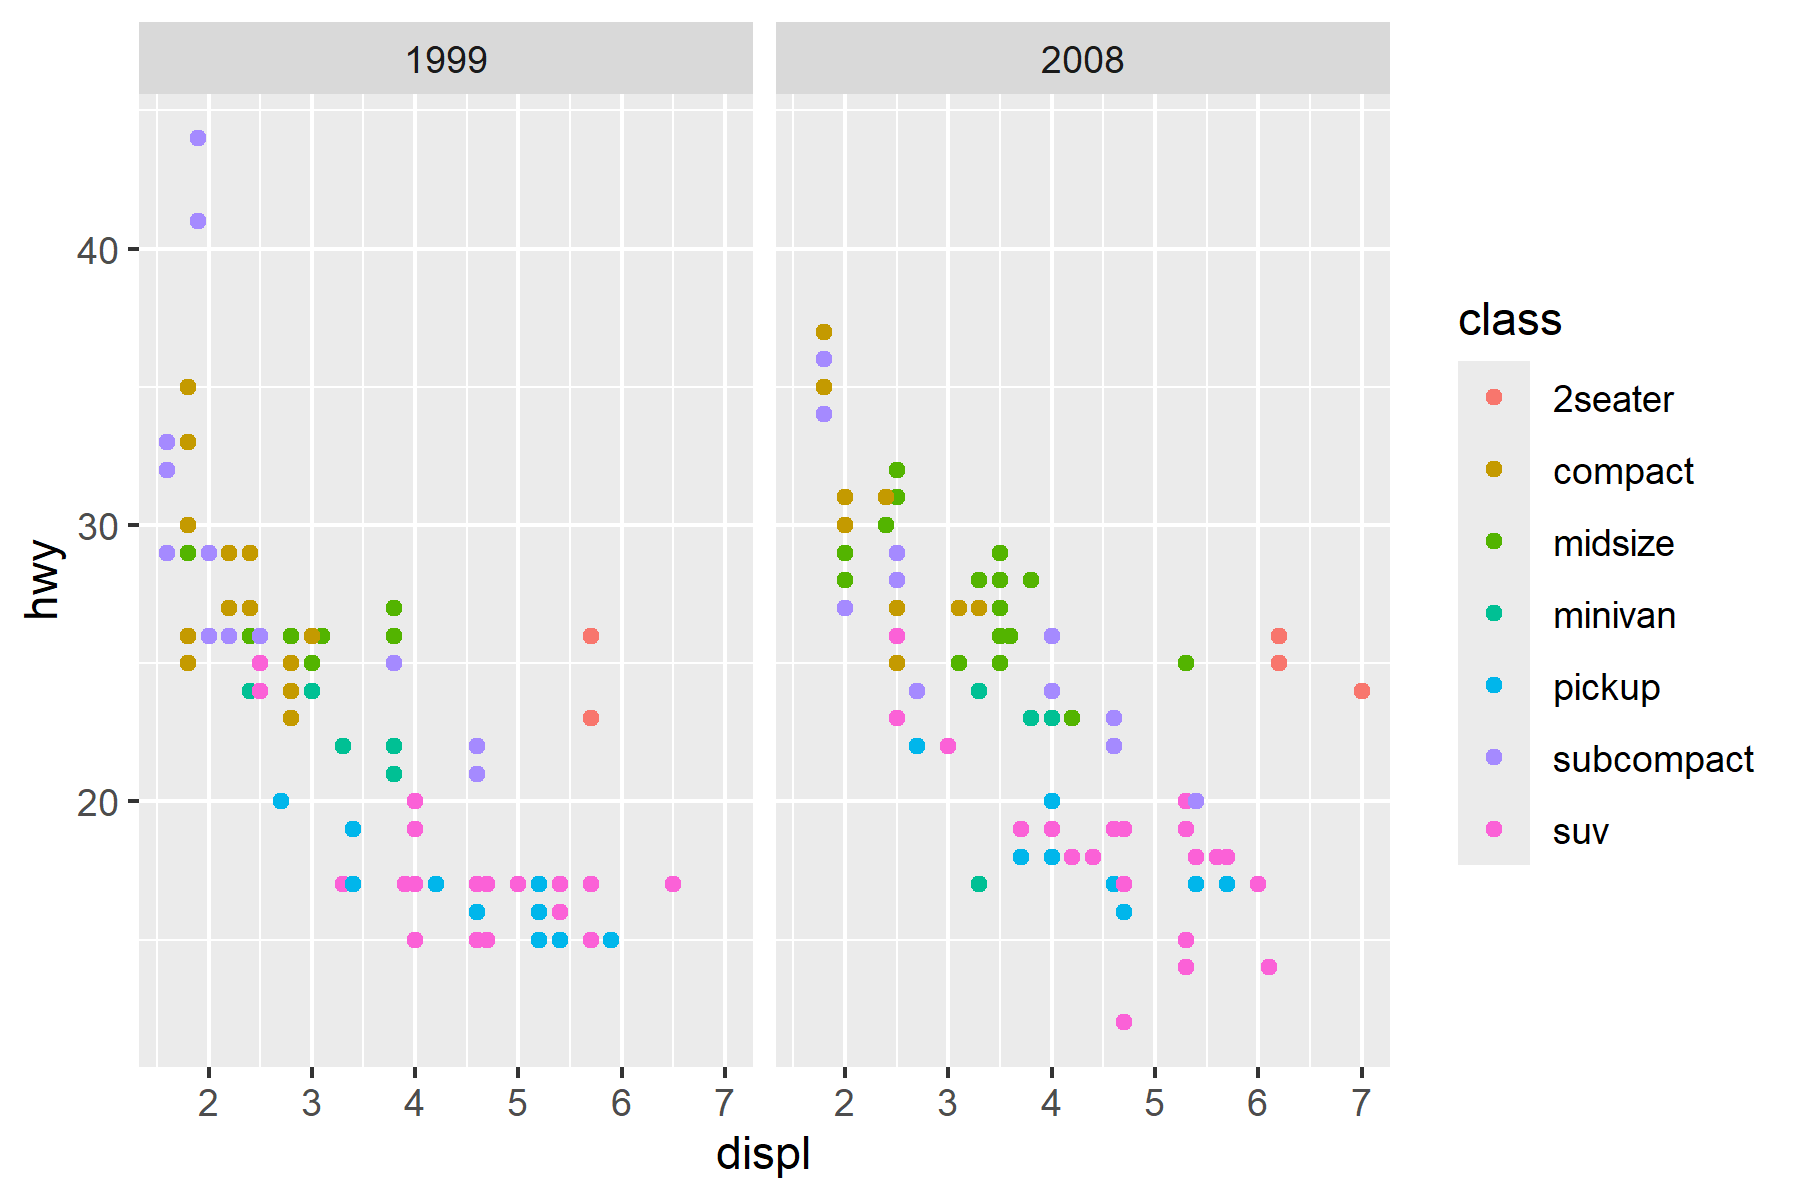 1999
2008
40
30
20
hwy
2 3 4 5 6 7
2 3 4 5 6 7
displ
class
2seater
compact
midsize
minivan
pickup
subcompact
suv